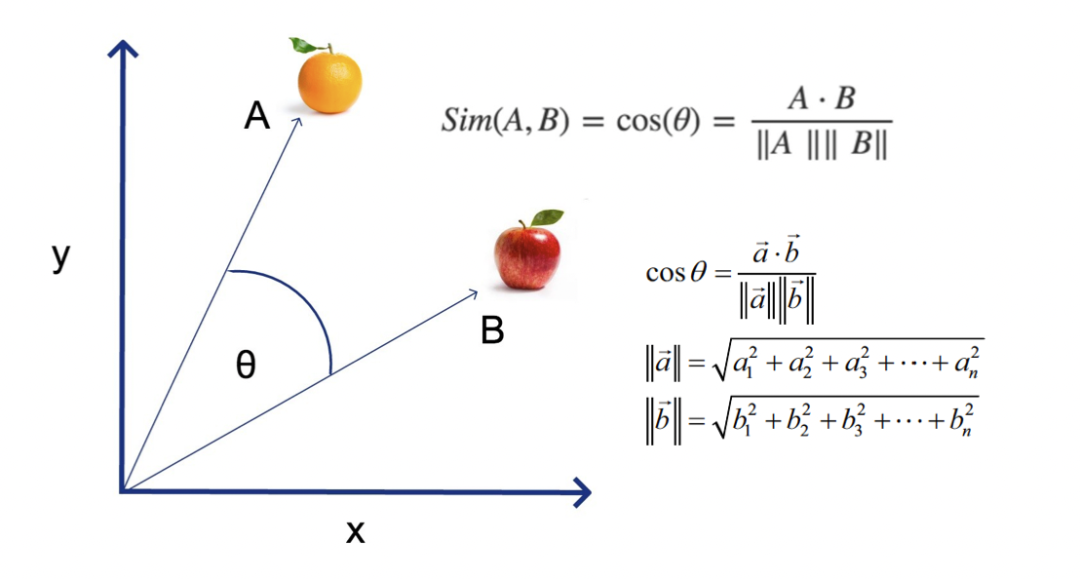 A
Sim(A, B) = cos(θ) = A · B / ‖A ‖‖ B‖
y
cos θ = a⃗ · b⃗ / ‖a⃗‖‖b⃗‖
B
θ
‖a⃗‖ = √(a₁² + a₂² + a₃² + ··· + aₙ²)
‖b⃗‖ = √(b₁² + b₂² + b₃² + ··· + bₙ²)
x